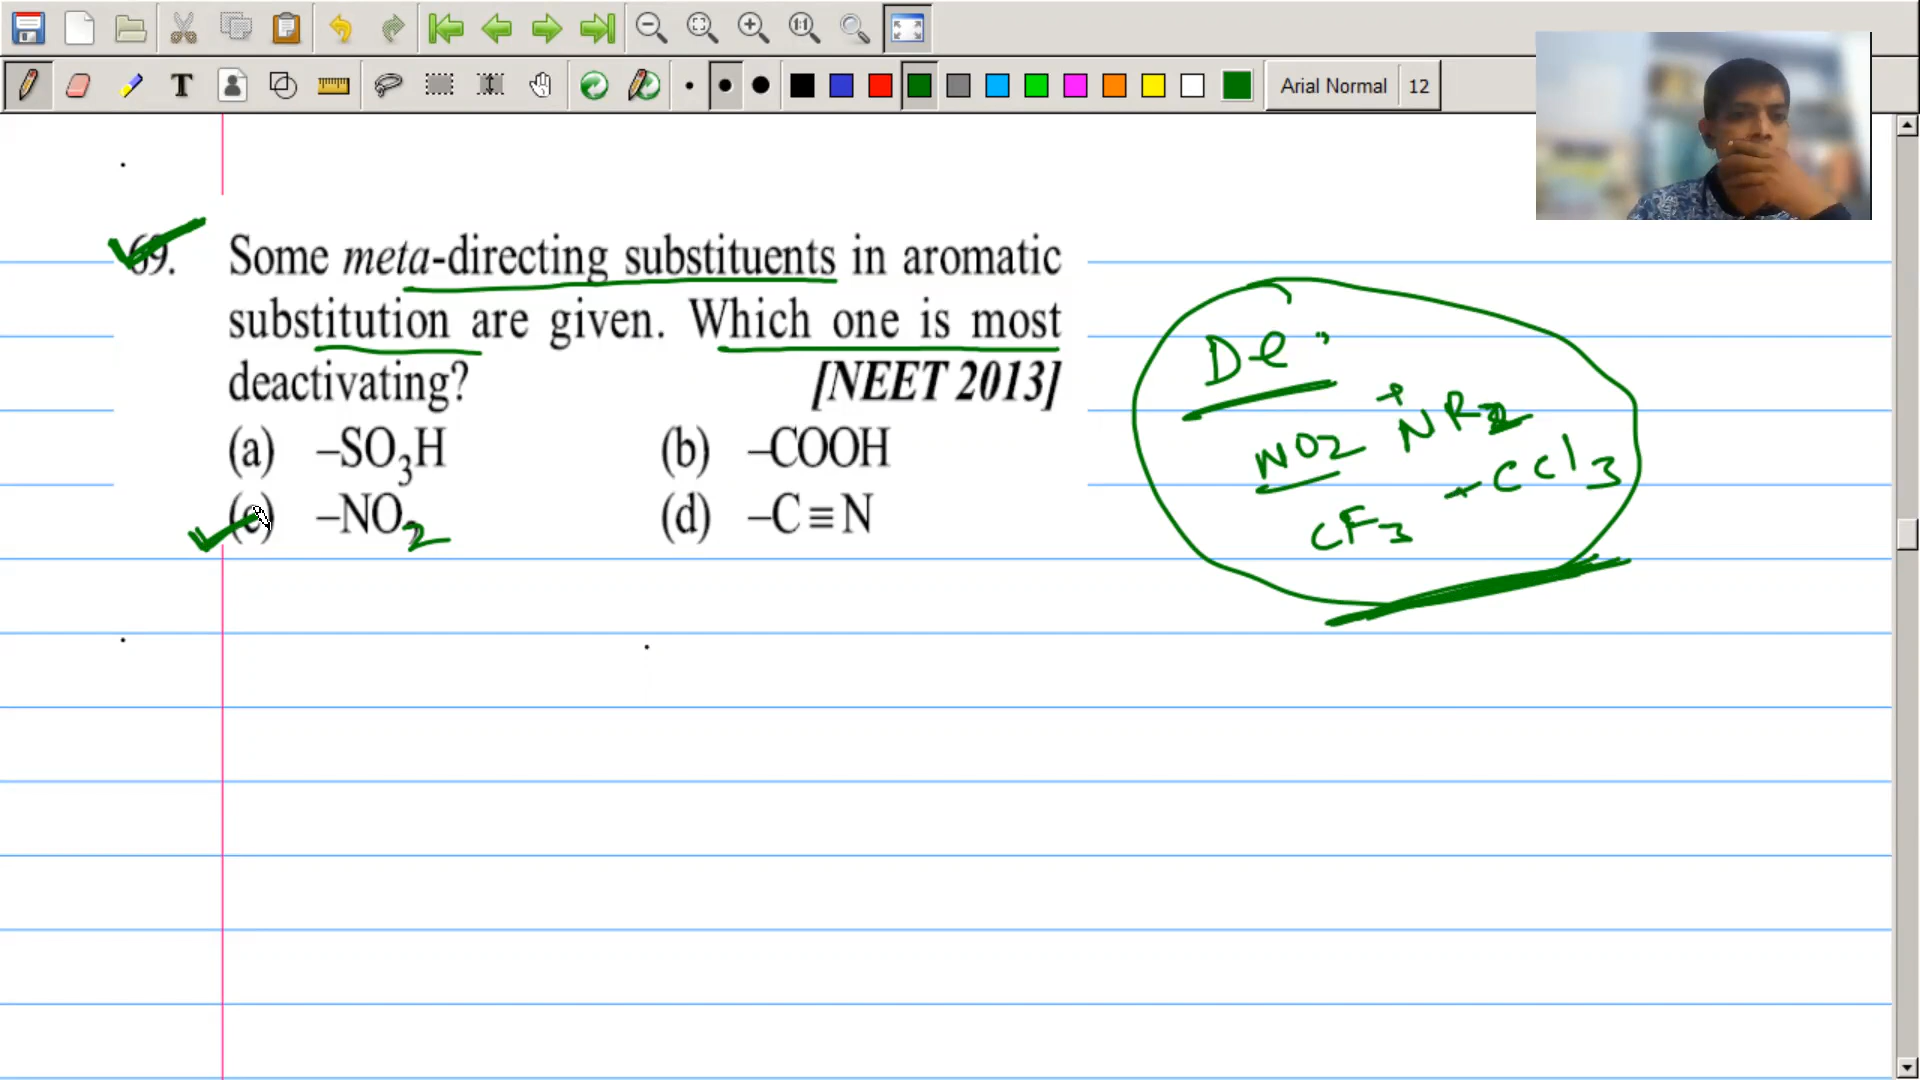 Arial Normal 12
69. Some meta-directing substituents in aromatic
substitution are given. Which one is most
deactivating? [NEET 2013]
(a) –SO3H (b) –COOH
(c) –NO2 (d) –C≡N
De"
NO2 +NR2
-CCl3
CF3